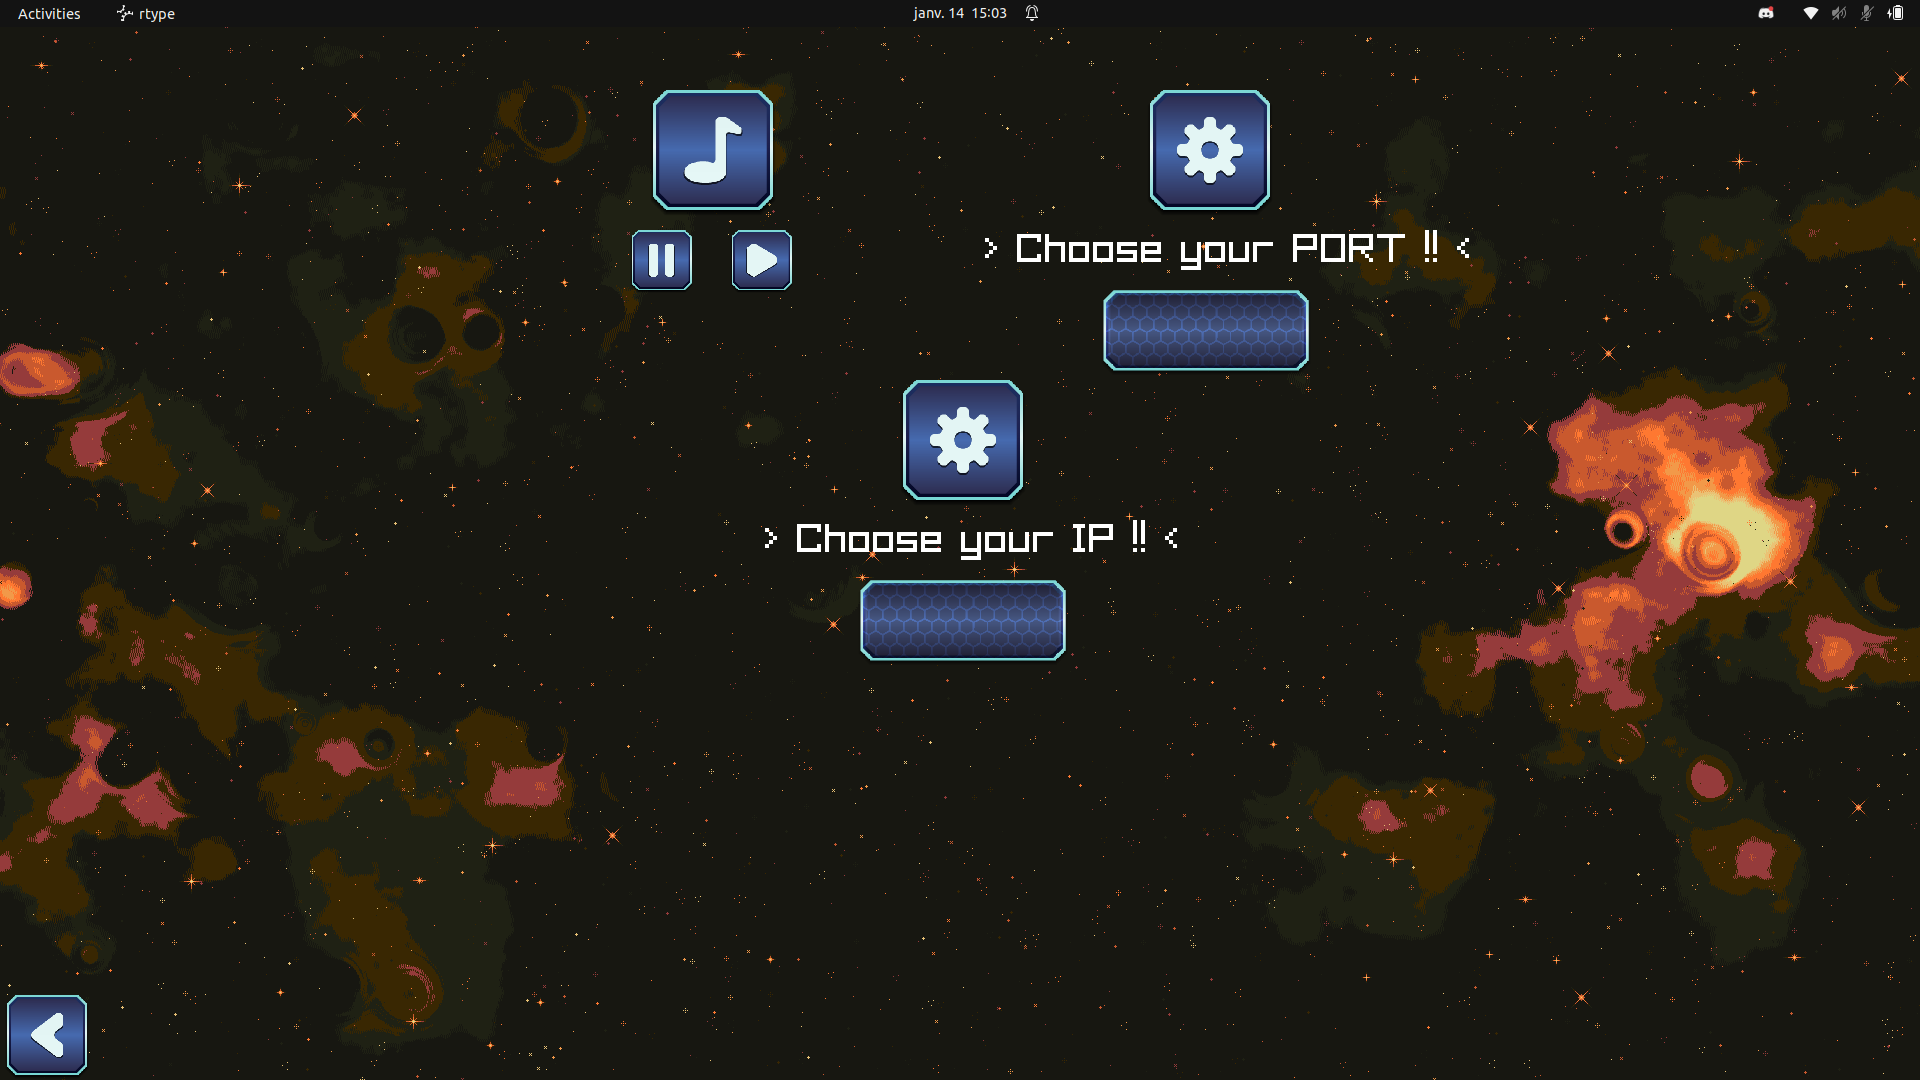 Activities rtype janv. 14 15:03
> Choose your PORT !! <
> Choose your IP !! <